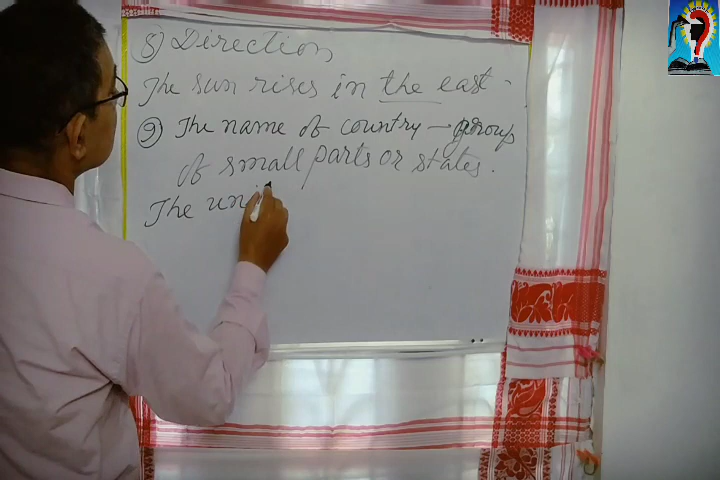 8) Direction
The sun rises in the east.
9) The name of country - group
of small parts or states.
The uni